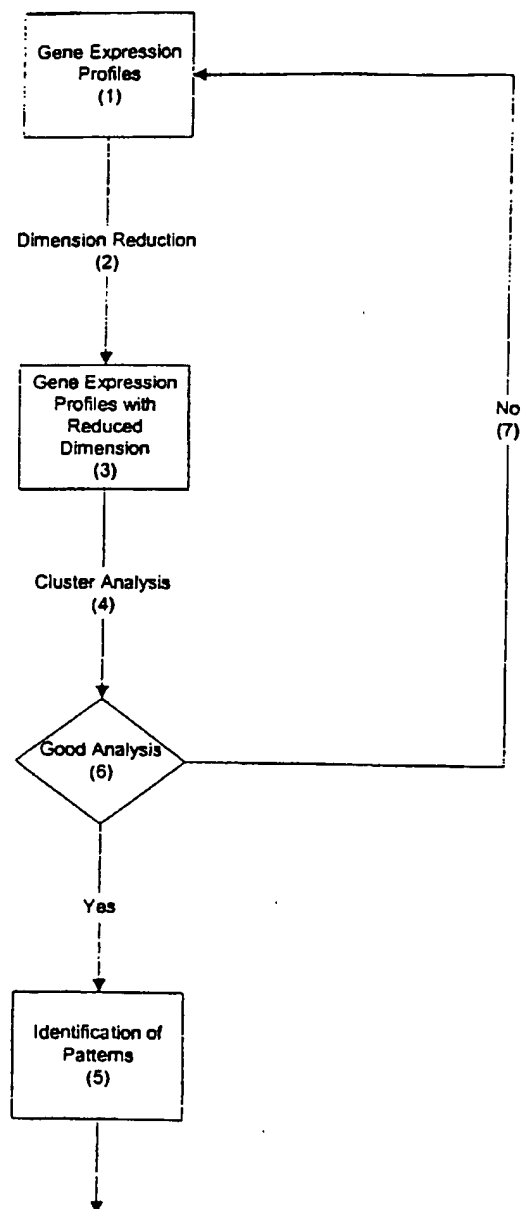 Gene Expression
Profiles
(1)
Dimension Reduction
(2)
Gene Expression
Profiles with
Reduced
Dimension
(3)
No
(7)
Cluster Analysis
(4)
Good Analysis
(6)
Yes
Identification of
Patterns
(5)